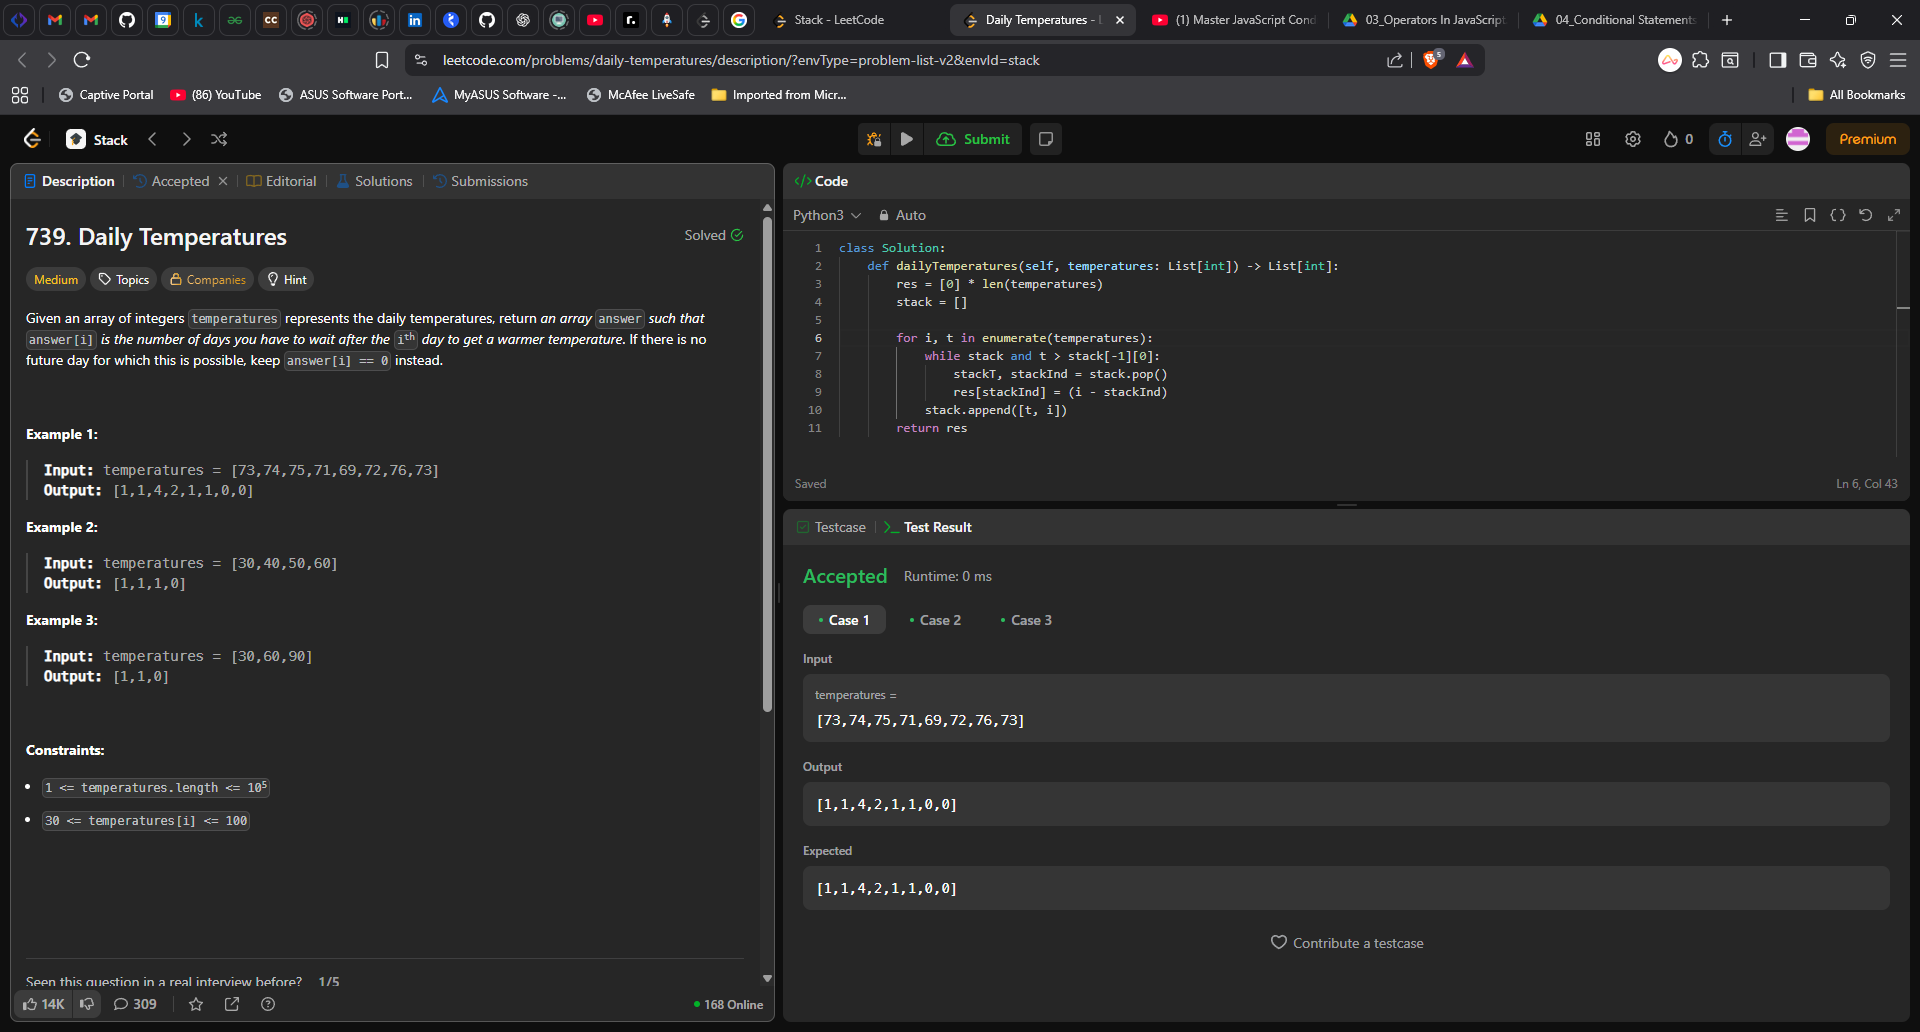 CC
Stack - LeetCode
Daily Temperatures - L
(1) Master JavaScript Cond
03_Operators In JavaScript
04_Conditional Statements
leetcode.com/problems/daily-temperatures/description/?envType=problem-list-v2&envId=stack
5
Captive Portal
(86) YouTube
ASUS Software Port...
MyASUS Software -...
McAfee LiveSafe
Imported from Micr...
All Bookmarks
Stack
Submit
0
Premium
Description
Accepted
Editorial
Solutions
Submissions
739. Daily Temperatures
Solved
Medium
Topics
Companies
Hint
Given an array of integers temperatures represents the daily temperatures, return an array answer such that
answer[i] is the number of days you have to wait after the ith day to get a warmer temperature. If there is no
future day for which this is possible, keep answer[i] == 0 instead.
Example 1:
Input: temperatures = [73,74,75,71,69,72,76,73]
Output: [1,1,4,2,1,1,0,0]
Example 2:
Input: temperatures = [30,40,50,60]
Output: [1,1,1,0]
Example 3:
Input: temperatures = [30,60,90]
Output: [1,1,0]
Constraints:
1 <= temperatures.length <= 10⁵
30 <= temperatures[i] <= 100
Seen this question in a real interview before? 1/5
14K
309
168 Online
Code
Python3
Auto
1 class Solution:
2 def dailyTemperatures(self, temperatures: List[int]) -> List[int]:
3 res = [0] * len(temperatures)
4 stack = []
5
6 for i, t in enumerate(temperatures):
7 while stack and t > stack[-1][0]:
8 stackT, stackInd = stack.pop()
9 res[stackInd] = (i - stackInd)
10 stack.append([t, i])
11 return res
Saved
Ln 6, Col 43
Testcase
Test Result
Accepted
Runtime: 0 ms
Case 1
Case 2
Case 3
Input
temperatures =
[73,74,75,71,69,72,76,73]
Output
[1,1,4,2,1,1,0,0]
Expected
[1,1,4,2,1,1,0,0]
Contribute a testcase